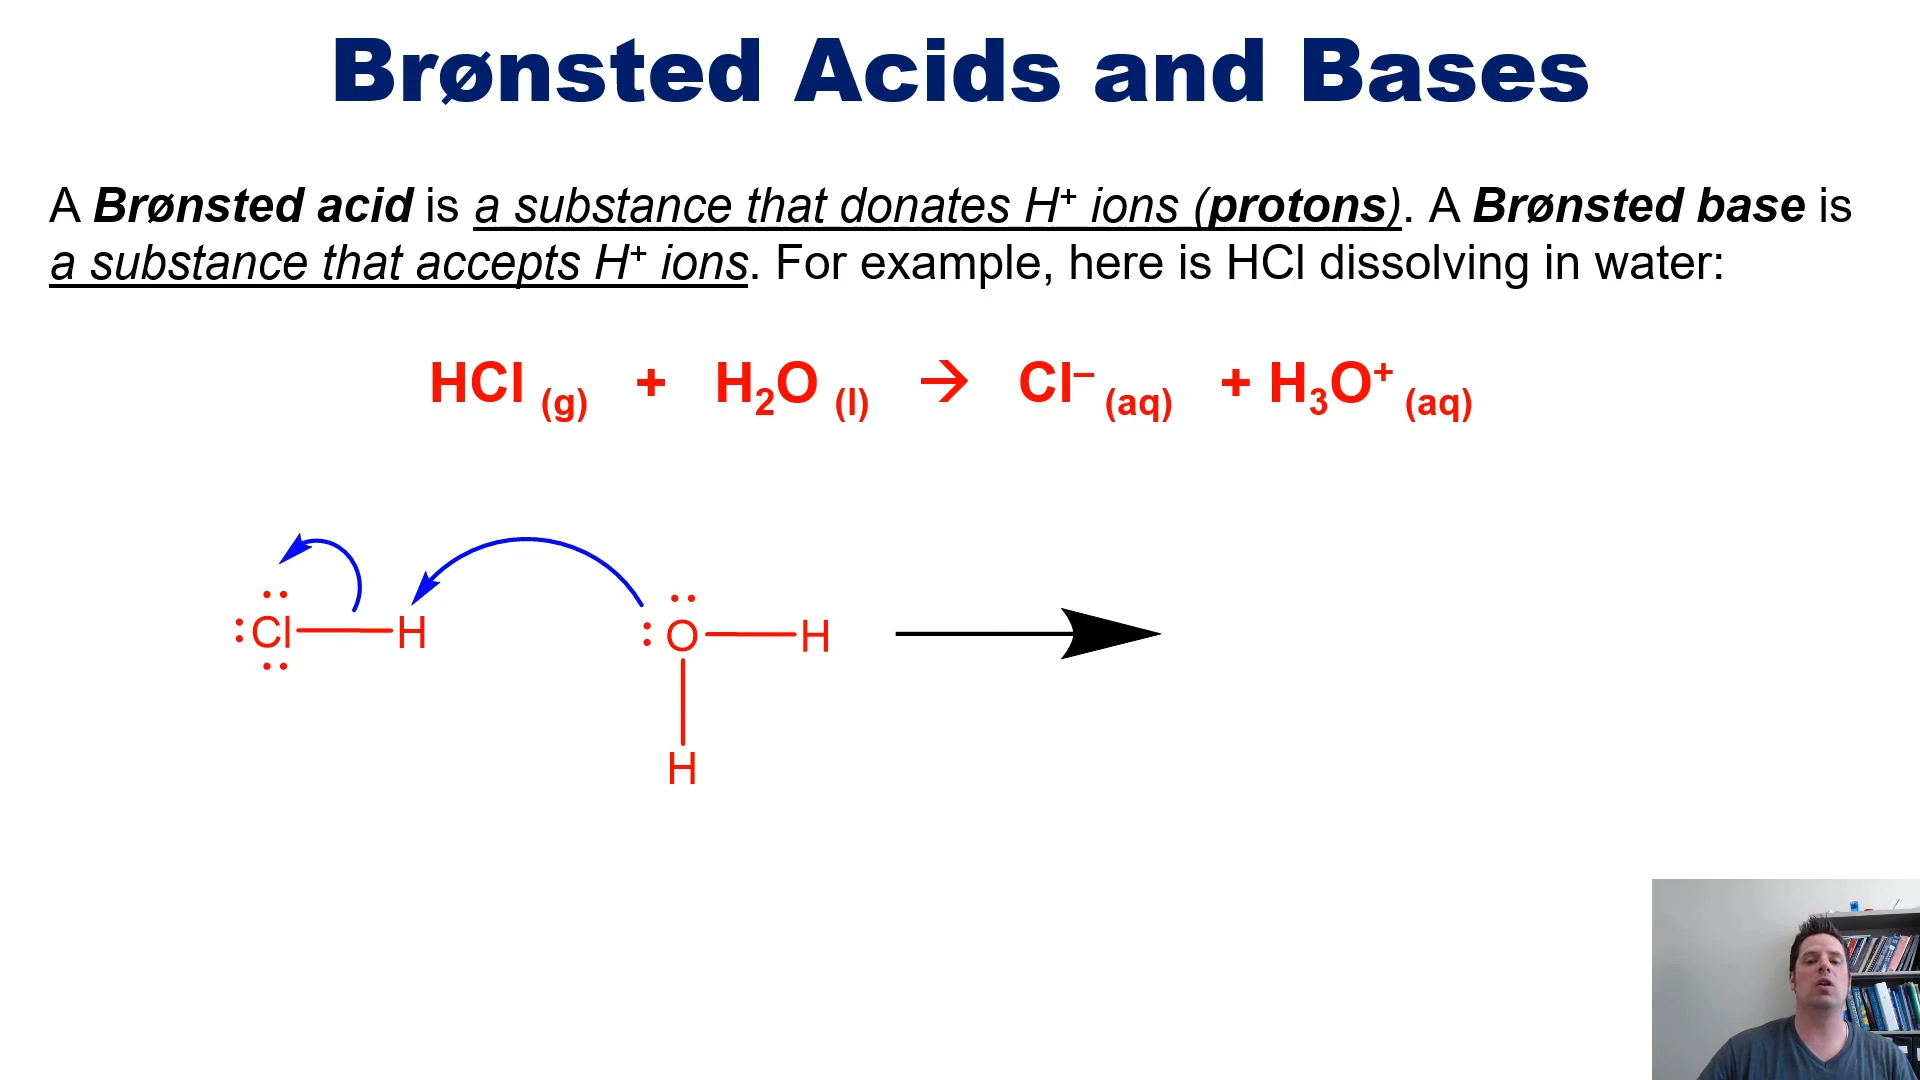 Brønsted Acids and Bases
A Brønsted acid is a substance that donates H⁺ ions (protons). A Brønsted base is
a substance that accepts H⁺ ions. For example, here is HCl dissolving in water:
HCl (g) + H₂O (l) → Cl⁻ (aq) + H₃O⁺ (aq)
Cl H O H
H